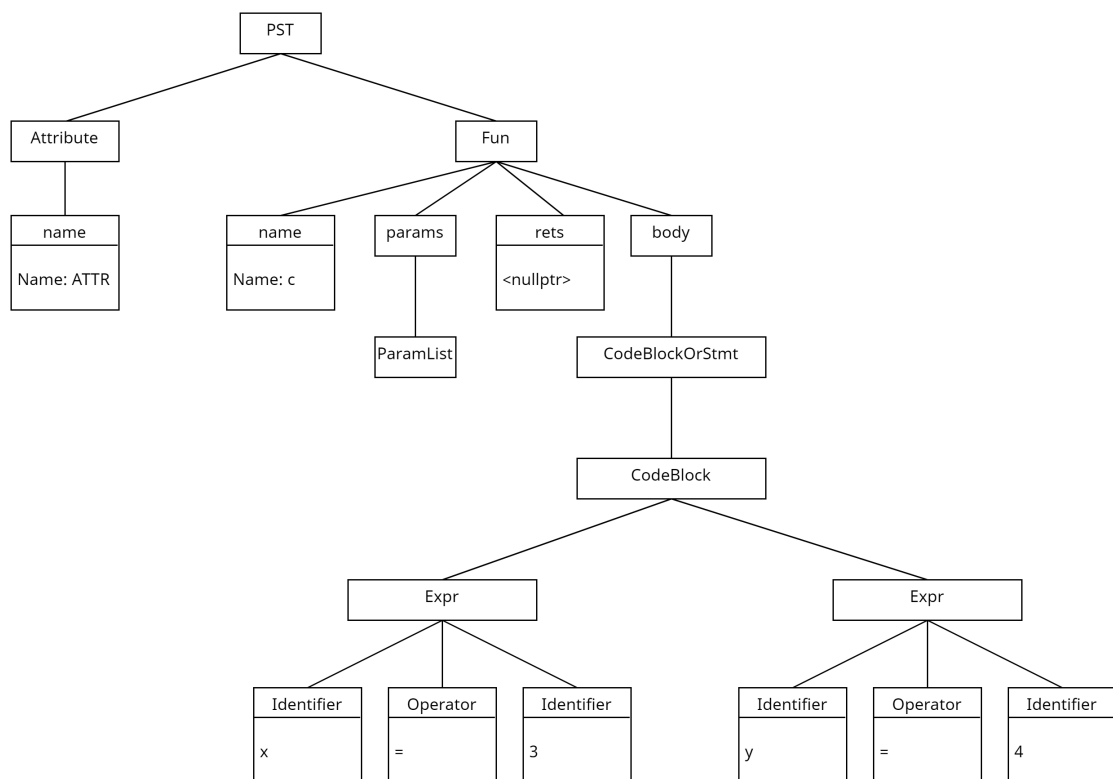 PST
Attribute
Fun
name
name
params
rets
body
Name: ATTR
Name: c
<nullptr>
ParamList
CodeBlockOrStmt
CodeBlock
Expr
Expr
Identifier
Operator
Identifier
Identifier
Operator
Identifier
x
=
3
y
=
4